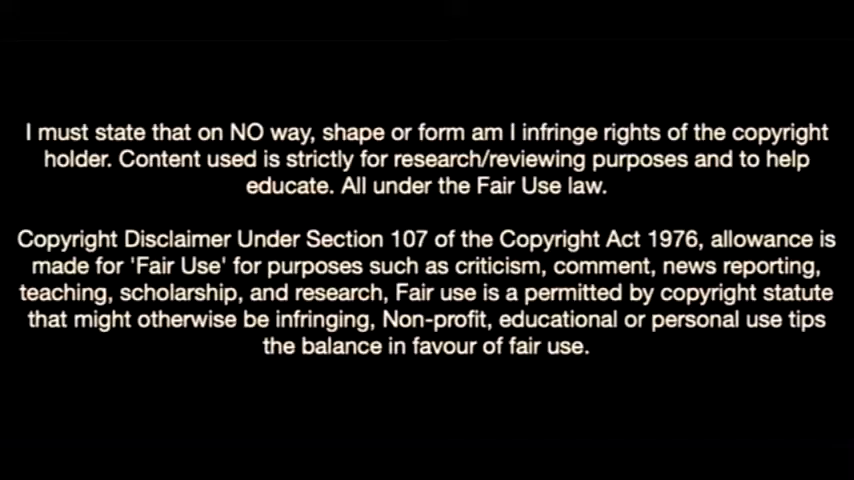 I must state that on NO way, shape or form am I infringe rights of the copyright
holder. Content used is strictly for research/reviewing purposes and to help
educate. All under the Fair Use law.
Copyright Disclaimer Under Section 107 of the Copyright Act 1976, allowance is
made for 'Fair Use' for purposes such as criticism, comment, news reporting,
teaching, scholarship, and research, Fair use is a permitted by copyright statute
that might otherwise be infringing, Non-profit, educational or personal use tips
the balance in favour of fair use.